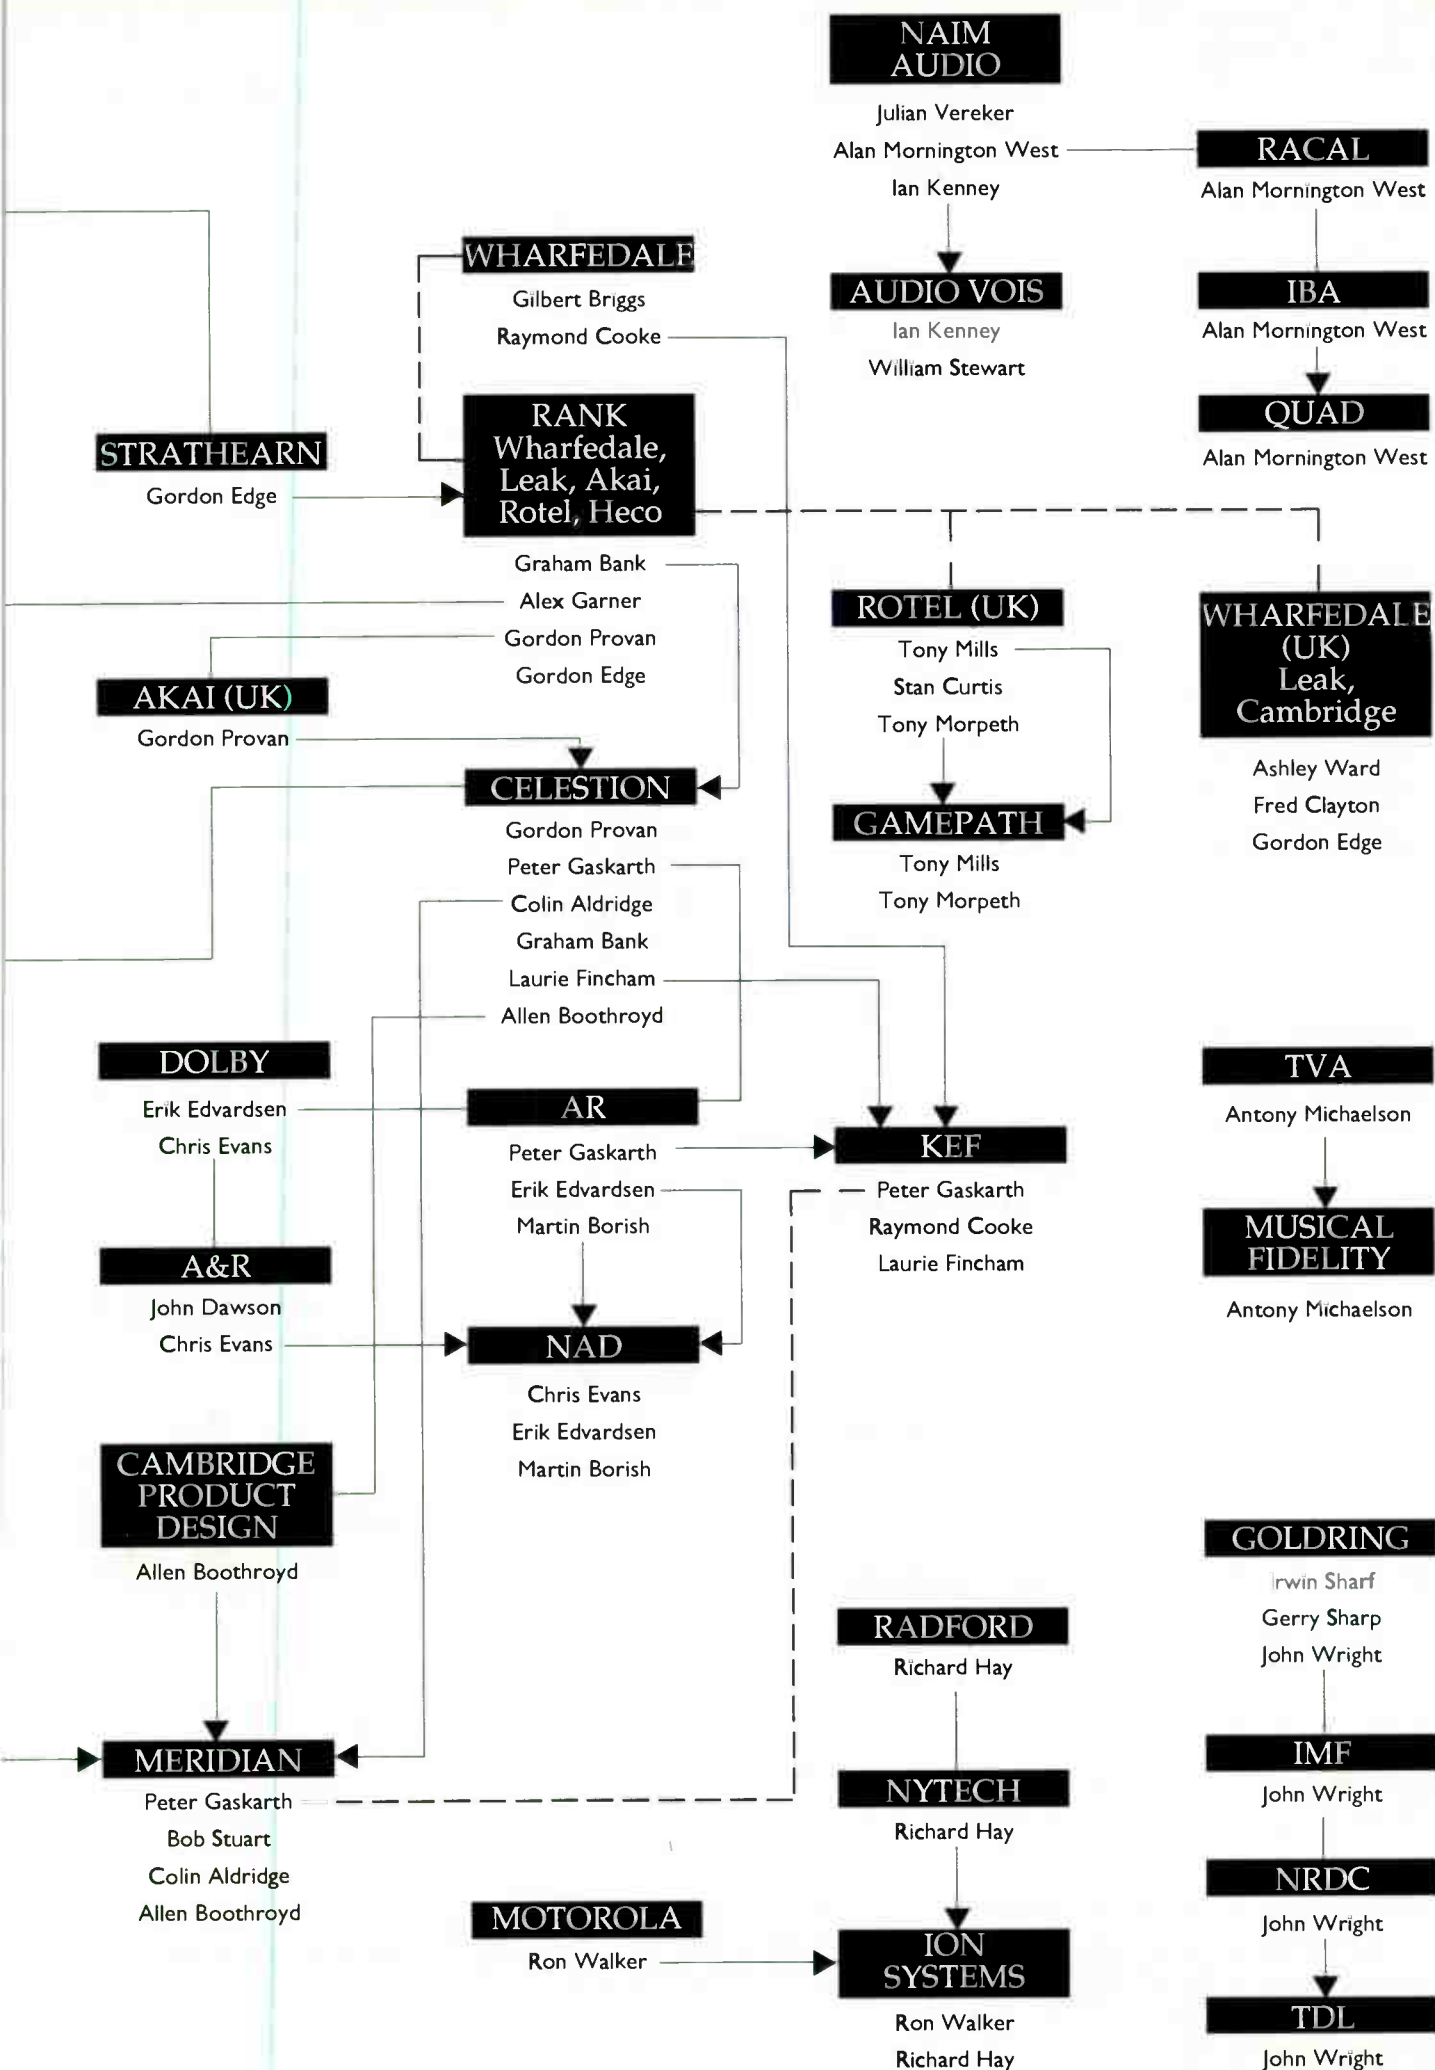 NAIM
AUDIO
Julian Vereker
Alan Mornington West
Ian Kenney
RACAL
Alan Mornington West
IBA
Alan Mornington West
QUAD
Alan Mornington West
AUDIO VOIS
Ian Kenney
William Stewart
WHARFEDALE
Gilbert Briggs
Raymond Cooke
STRATHEARN
Gordon Edge
RANK
Wharfedale,
Leak, Akai,
Rotel, Heco
Graham Bank
Alex Garner
Gordon Provan
Gordon Edge
AKAI (UK)
Gordon Provan
ROTEL (UK)
Tony Mills
Stan Curtis
Tony Morpeth
GAMEPATH
Tony Mills
Tony Morpeth
WHARFEDALE
(UK)
Leak,
Cambridge
Ashley Ward
Fred Clayton
Gordon Edge
CELESTION
Gordon Provan
Peter Gaskarth
Colin Aldridge
Graham Bank
Laurie Fincham
Allen Boothroyd
DOLBY
Erik Edvardsen
Chris Evans
AR
Peter Gaskarth
Erik Edvardsen
Martin Borish
KEF
Peter Gaskarth
Raymond Cooke
Laurie Fincham
TVA
Antony Michaelson
MUSICAL
FIDELITY
Antony Michaelson
A&R
John Dawson
Chris Evans
NAD
Chris Evans
Erik Edvardsen
Martin Borish
CAMBRIDGE
PRODUCT
DESIGN
Allen Boothroyd
MERIDIAN
Peter Gaskarth
Bob Stuart
Colin Aldridge
Allen Boothroyd
RADFORD
Richard Hay
NYTECH
Richard Hay
MOTOROLA
Ron Walker
ION
SYSTEMS
Ron Walker
Richard Hay
GOLDRING
Irwin Sharf
Gerry Sharp
John Wright
IMF
John Wright
NRDC
John Wright
TDL
John Wright